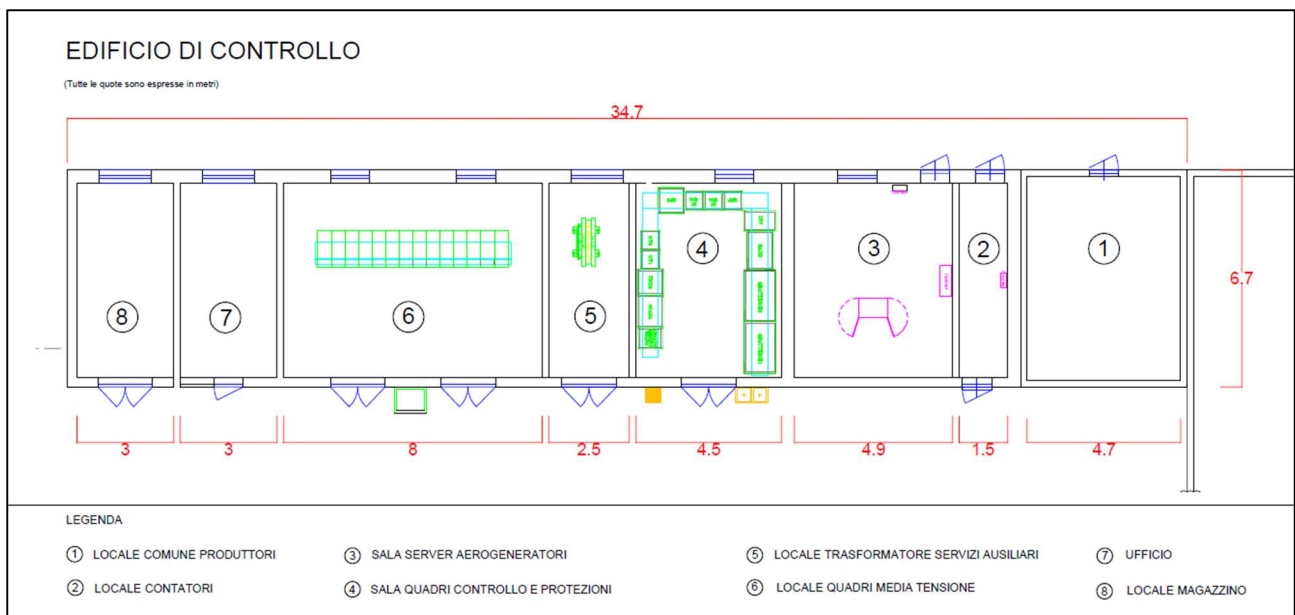 EDIFICIO DI CONTROLLO
(Tutte le quote sono espresse in metri)
34.7
6.7
8
7
6
5
4
3
2
1
3
3
8
2.5
4.5
4.9
1.5
4.7
LEGENDA
1 LOCALE COMUNE PRODUTTORI
3 SALA SERVER AEROGENERATORI
5 LOCALE TRASFORMATORE SERVIZI AUSILIARI
7 UFFICIO
2 LOCALE CONTATORI
4 SALA QUADRI CONTROLLO E PROTEZIONI
6 LOCALE QUADRI MEDIA TENSIONE
8 LOCALE MAGAZZINO